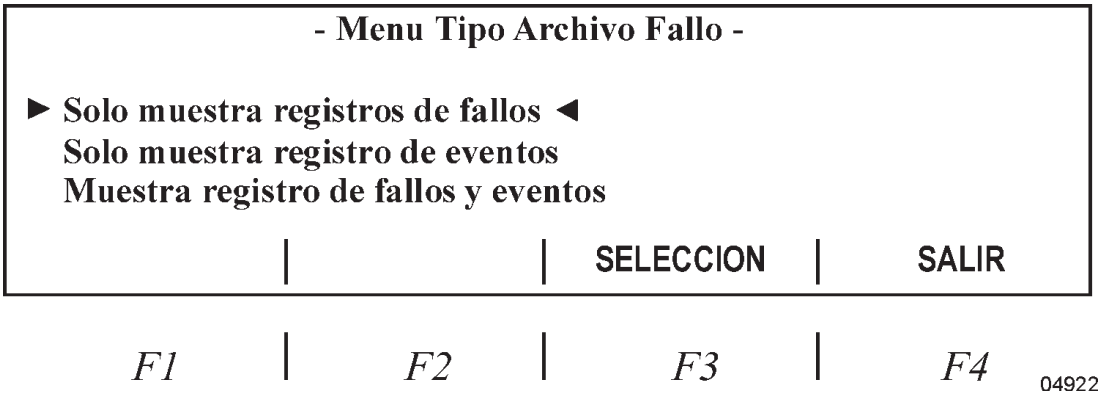 - Menu Tipo Archivo Fallo -
► Solo muestra registros de fallos ◄
Solo muestra registro de eventos
Muestra registro de fallos y eventos
| | SELECCION | SALIR
F1 | F2 | F3 | F4
04922